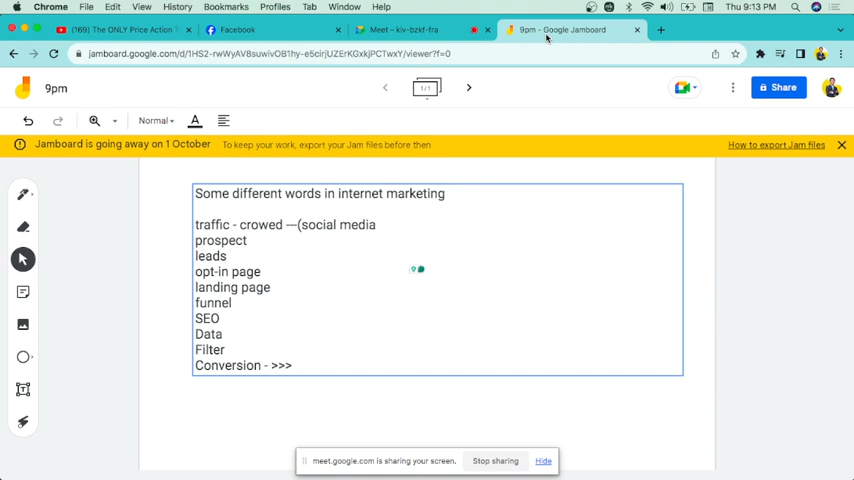 Chrome File Edit View History Bookmarks Profiles Tab Window Help Thu 9:13 PM
(169) The ONLY Price Action T
Facebook
Meet – kiv-bzkf-fra
9pm - Google Jamboard
jamboard.google.com/d/1HS2-rwWyAV8suwivOB1hy-e5cirjUZErKGxkjPCTwxY/viewer?f=0
9pm
1/1
Share
Normal
A
Jamboard is going away on 1 October To keep your work, export your Jam files before then How to export Jam files
Some different words in internet marketing
traffic - crowed ---(social media
prospect
leads
opt-in page
landing page
funnel
SEO
Data
Filter
Conversion - >>>
meet.google.com is sharing your screen. Stop sharing Hide